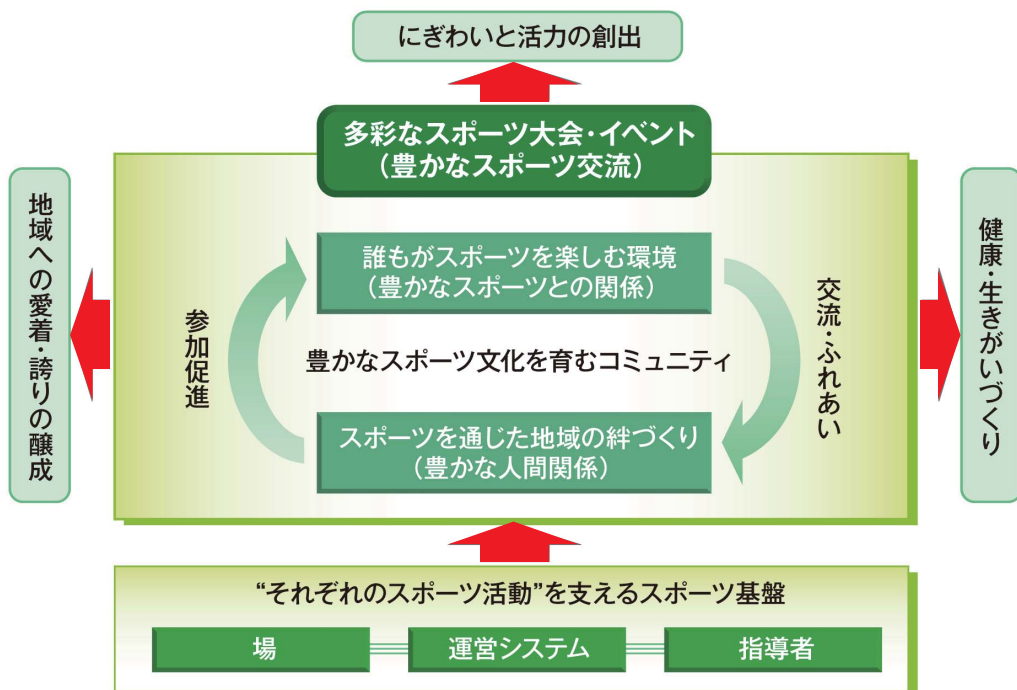 にぎわいと活力の創出
多彩なスポーツ大会・イベント
（豊かなスポーツ交流）
地域への愛着・誇りの醸成
参加促進
誰もがスポーツを楽しむ環境
（豊かなスポーツとの関係）
豊かなスポーツ文化を育むコミュニティ
スポーツを通じた地域の絆づくり
（豊かな人間関係）
交流・ふれあい
健康・生きがいづくり
“それぞれのスポーツ活動”を支えるスポーツ基盤
場
運営システム
指導者